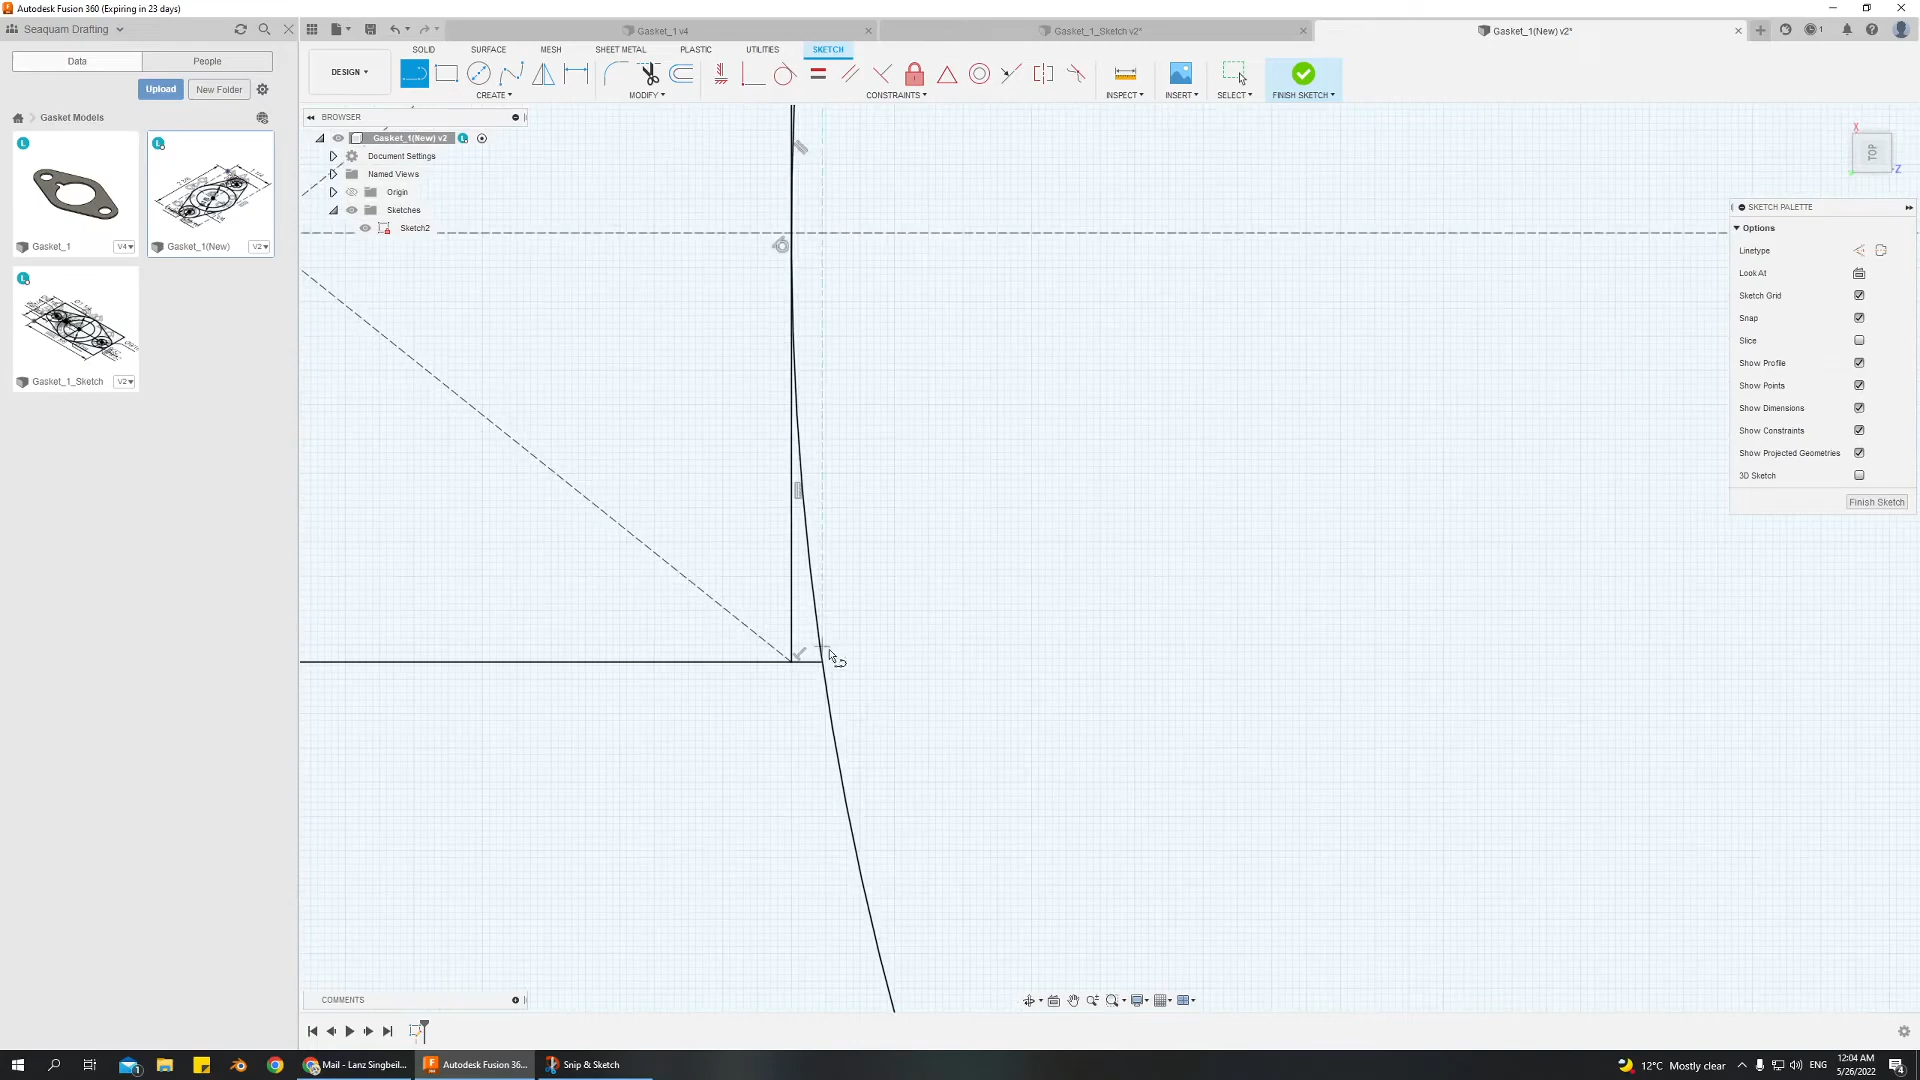 Autodesk Fusion 360 (Expiring in 23 days)
Seaquam Drafting
Gasket_1 v4
Gasket_1_Sketch v2*
Gasket_1(New) v2*
1
Data
People
DESIGN
SOLID
SURFACE
MESH
SHEET METAL
PLASTIC
UTILITIES
SKETCH
Upload
New Folder
CREATE
MODIFY
CONSTRAINTS
INSPECT
INSERT
SELECT
FINISH SKETCH
Gasket Models
BROWSER
Gasket_1(New) v2
Document Settings
Named Views
Origin
Sketches
Sketch2
Gasket_1
V4
Gasket_1(New)
V2
Gasket_1_Sketch
V2
X
TOP
Z
SKETCH PALETTE
Options
Linetype
Look At
Sketch Grid
Snap
Slice
Show Profile
Show Points
Show Dimensions
Show Constraints
Show Projected Geometries
3D Sketch
Finish Sketch
COMMENTS
1
Mail - Lanz Singbeil...
Autodesk Fusion 36...
Snip & Sketch
12°C Mostly clear
ENG
12:04 AM
5/26/2022
4